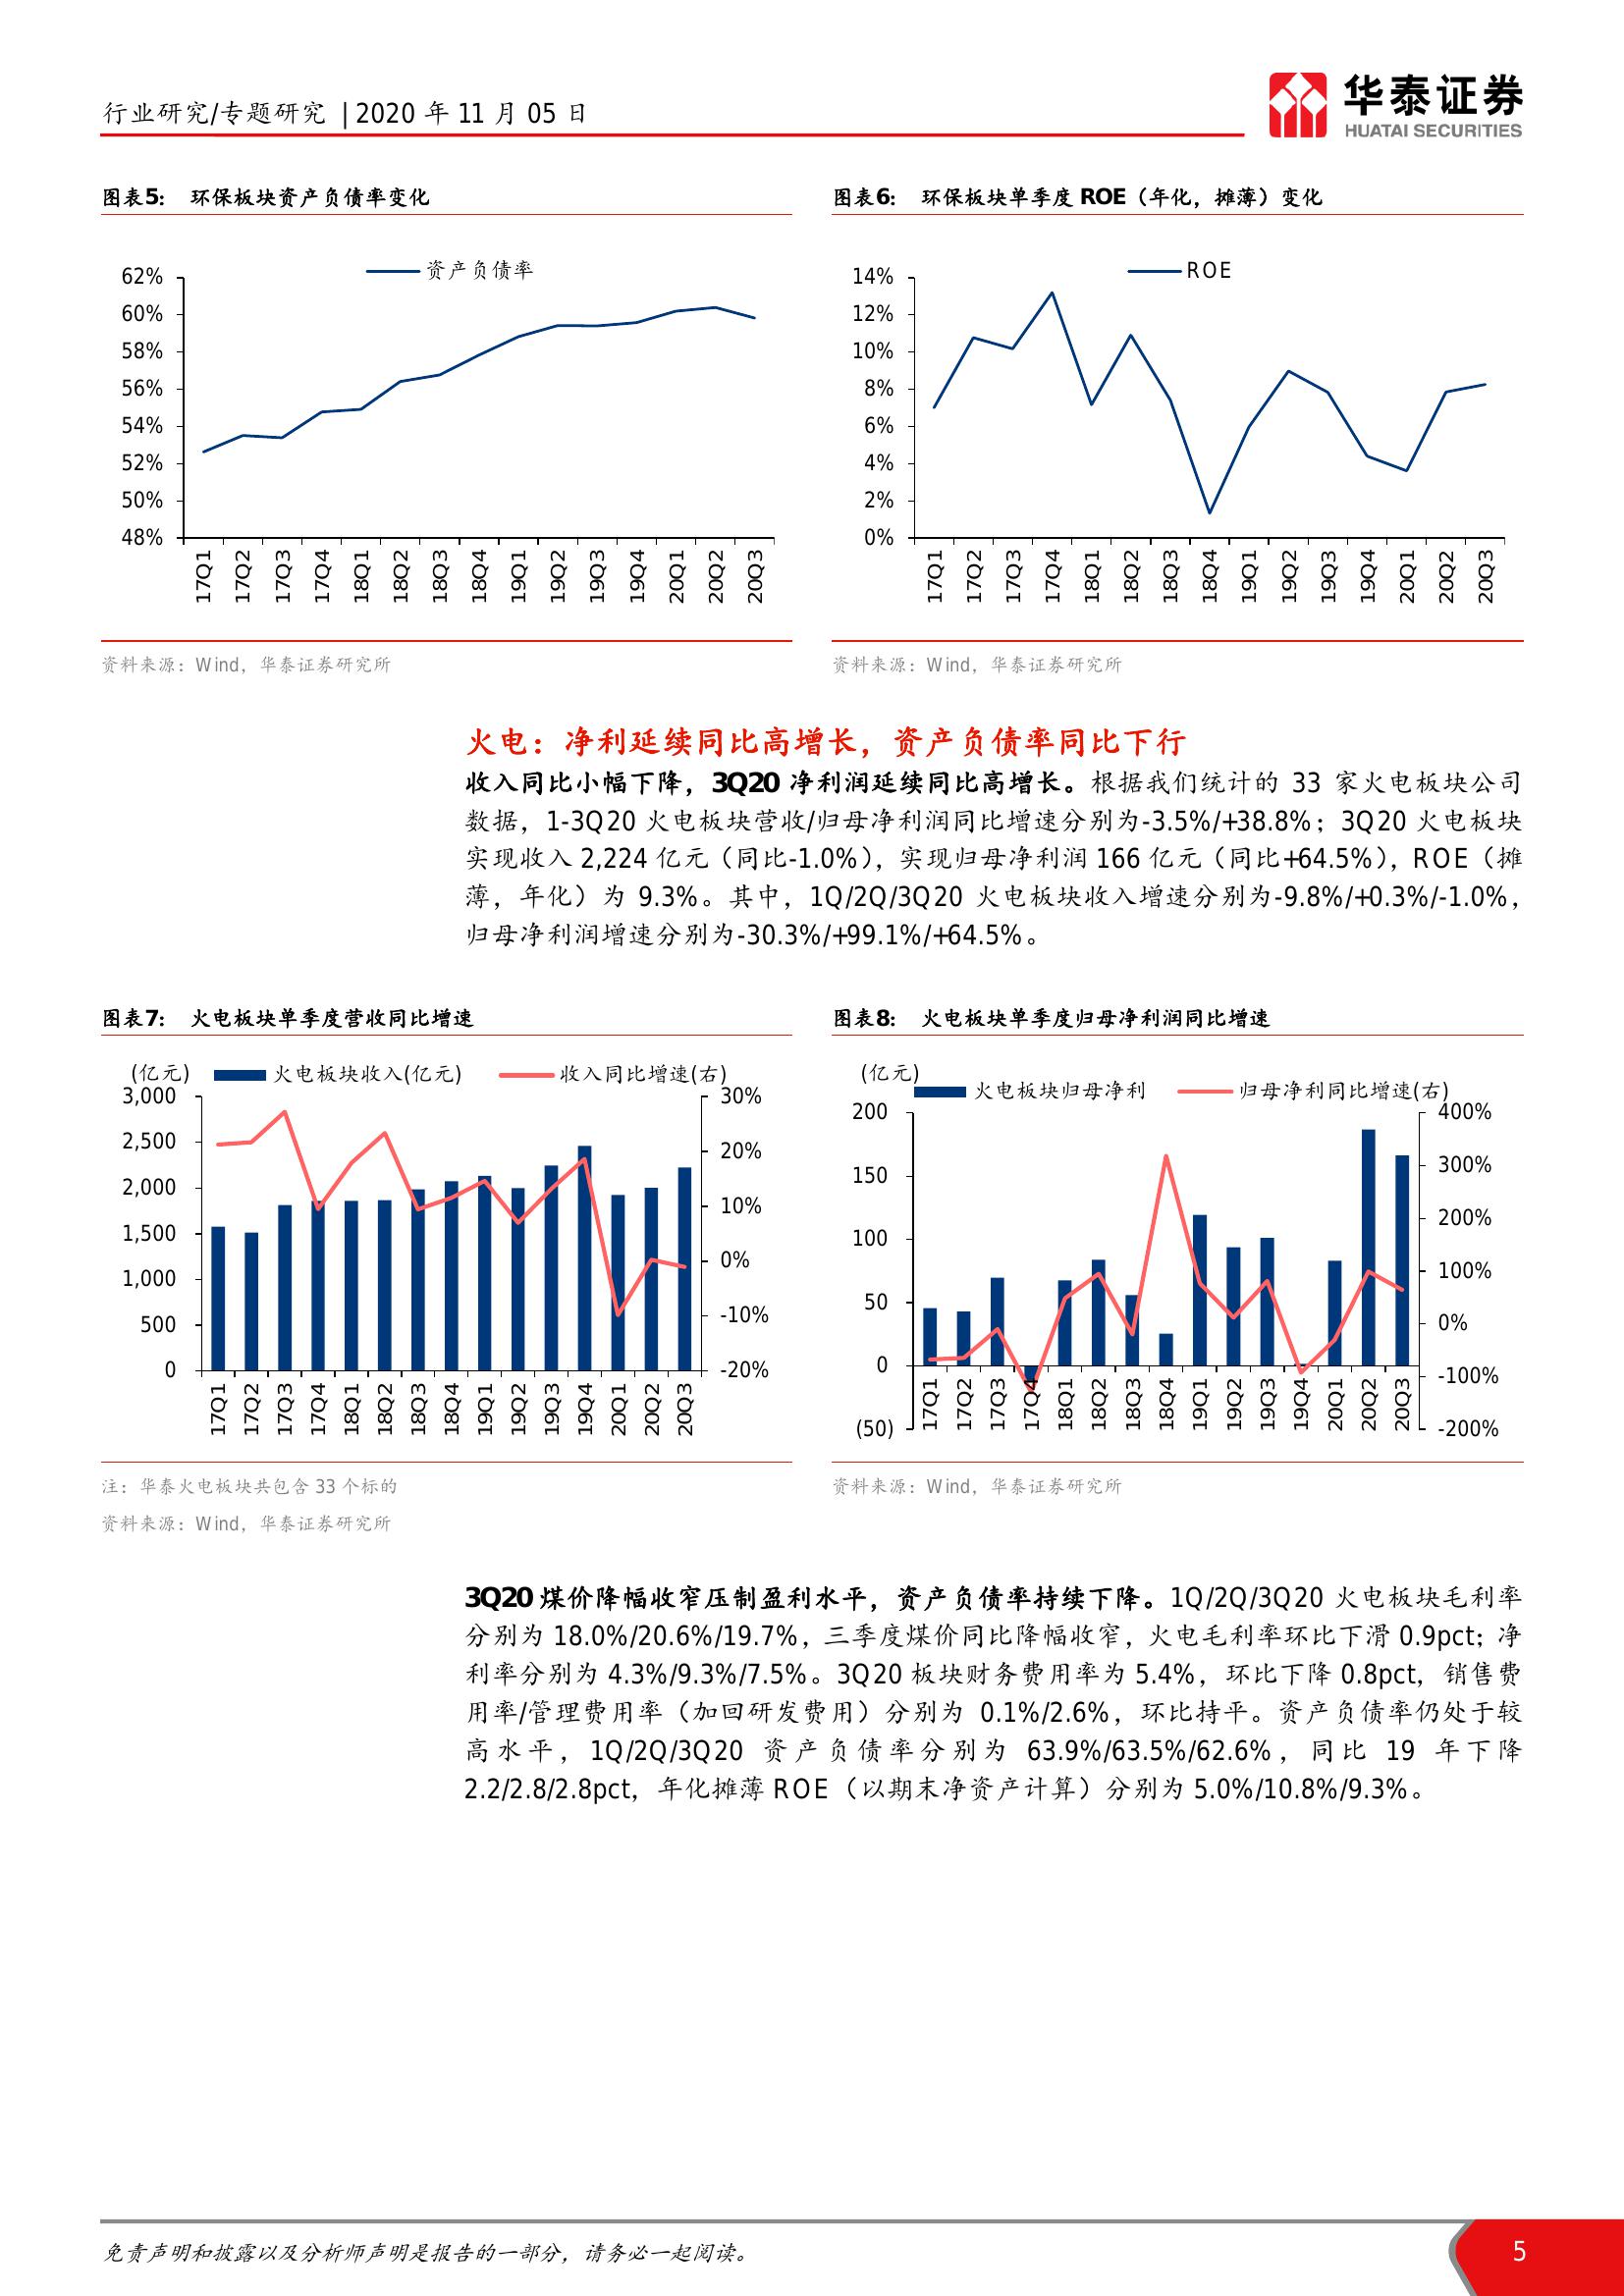 行业研究/专题研究 | 2020 年 11 月 05 日
华泰证券
HUATAI SECURITIES
图表5： 环保板块资产负债率变化
资产负债率
62%
60%
58%
56%
54%
52%
50%
48%
17Q1 17Q2 17Q3 17Q4 18Q1 18Q2 18Q3 18Q4 19Q1 19Q2 19Q3 19Q4 20Q1 20Q2 20Q3
资料来源：Wind，华泰证券研究所
图表6： 环保板块单季度 ROE（年化，摊薄）变化
ROE
14%
12%
10%
8%
6%
4%
2%
0%
17Q1 17Q2 17Q3 17Q4 18Q1 18Q2 18Q3 18Q4 19Q1 19Q2 19Q3 19Q4 20Q1 20Q2 20Q3
资料来源：Wind，华泰证券研究所
火电：净利延续同比高增长，资产负债率同比下行
收入同比小幅下降，3Q20 净利润延续同比高增长。根据我们统计的 33 家火电板块公司
数据，1-3Q20 火电板块营收/归母净利润同比增速分别为-3.5%/+38.8%；3Q20 火电板块
实现收入 2,224 亿元（同比-1.0%），实现归母净利润 166 亿元（同比+64.5%），ROE（摊
薄，年化）为 9.3%。其中，1Q/2Q/3Q20 火电板块收入增速分别为-9.8%/+0.3%/-1.0%，
归母净利润增速分别为-30.3%/+99.1%/+64.5%。
图表7： 火电板块单季度营收同比增速
(亿元)
火电板块收入(亿元) 收入同比增速(右)
3,000
2,500
2,000
1,500
1,000
500
0
30%
20%
10%
0%
-10%
-20%
17Q1 17Q2 17Q3 17Q4 18Q1 18Q2 18Q3 18Q4 19Q1 19Q2 19Q3 19Q4 20Q1 20Q2 20Q3
注：华泰火电板块共包含 33 个标的
资料来源：Wind，华泰证券研究所
图表8： 火电板块单季度归母净利润同比增速
(亿元)
火电板块归母净利 归母净利同比增速(右)
200
150
100
50
0
(50)
400%
300%
200%
100%
0%
-100%
-200%
17Q1 17Q2 17Q3 17Q4 18Q1 18Q2 18Q3 18Q4 19Q1 19Q2 19Q3 19Q4 20Q1 20Q2 20Q3
资料来源：Wind，华泰证券研究所
3Q20 煤价降幅收窄压制盈利水平，资产负债率持续下降。1Q/2Q/3Q20 火电板块毛利率
分别为 18.0%/20.6%/19.7%，三季度煤价同比降幅收窄，火电毛利率环比下滑 0.9pct；净
利率分别为 4.3%/9.3%/7.5%。3Q20 板块财务费用率为 5.4%，环比下降 0.8pct，销售费
用率/管理费用率（加回研发费用）分别为 0.1%/2.6%，环比持平。资产负债率仍处于较
高水平，1Q/2Q/3Q20 资产负债率分别为 63.9%/63.5%/62.6%，同比 19 年下降
2.2/2.8/2.8pct，年化摊薄 ROE（以期末净资产计算）分别为 5.0%/10.8%/9.3%。
免责声明和披露以及分析师声明是报告的一部分，请务必一起阅读。
5